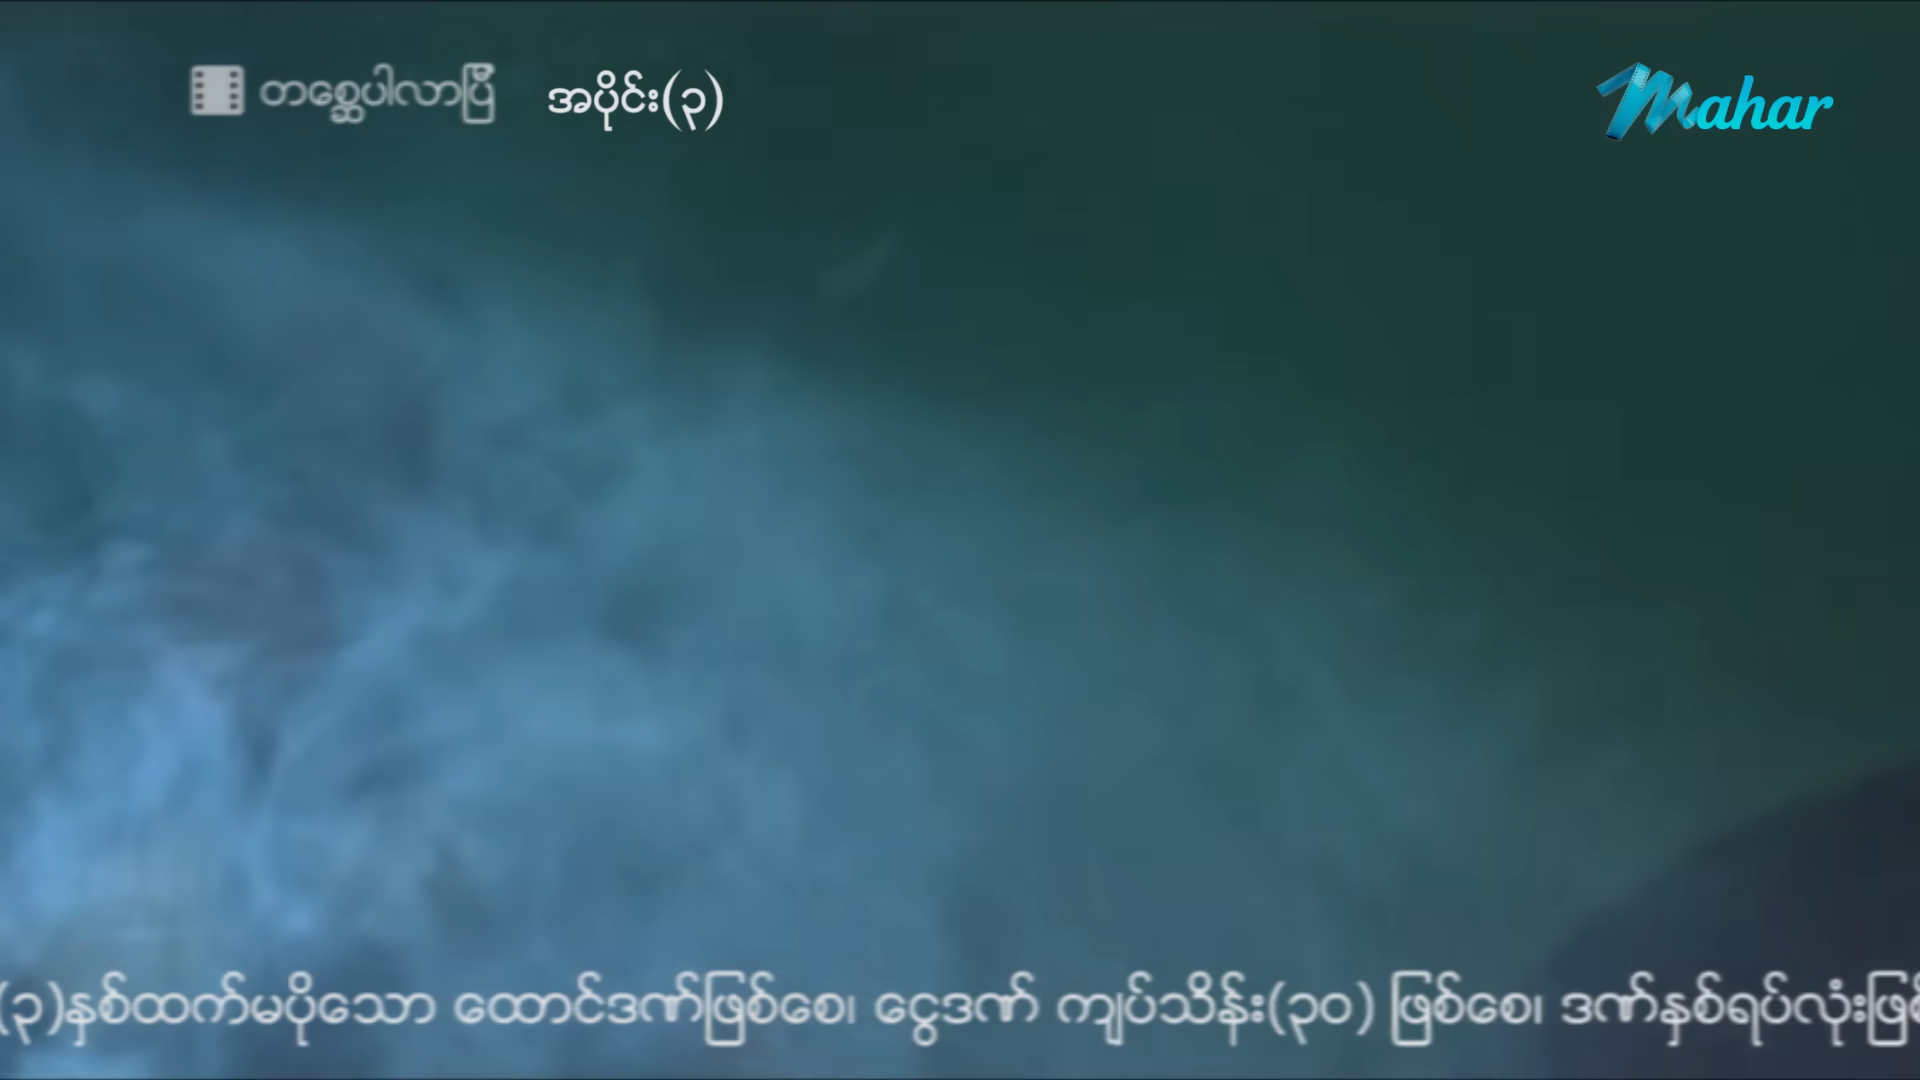 တစ္ဆေပါလာပြီ အပိုင်း(၃)
Mahar
(၃)နှစ်ထက်မပိုသော ထောင်ဒဏ်ဖြစ်စေ၊ ငွေဒဏ် ကျပ်သိန်း(၃၀) ဖြစ်စေ၊ ဒဏ်နှစ်ရပ်လုံးဖြစ်